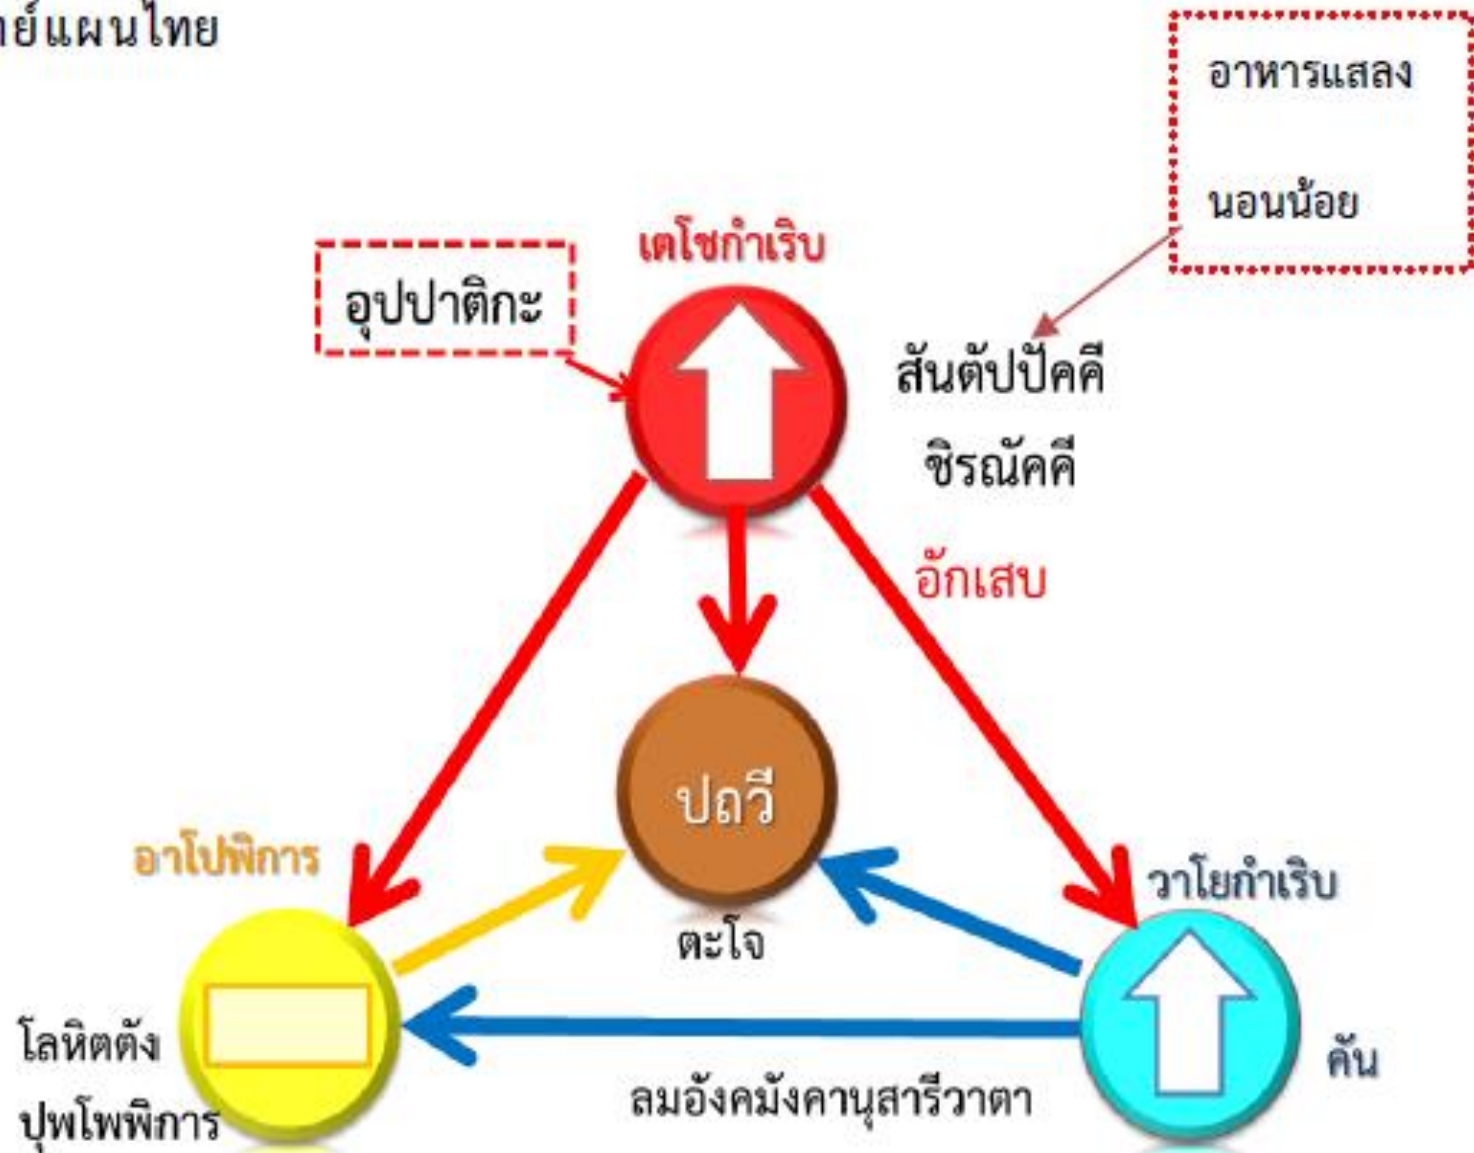 ย์แผนไทย
อาหารแสลง
นอนน้อย
เตโชกำเริบ
อุปปาติกะ
สันตัปปัคคี
ชิรณัคคี
อักเสบ
ปถวี
อาโปพิการ
วาโยกำเริบ
ตะโจ
โลหิตตัง
คัน
ลมอังคมังคานุสารีวาตา
ปุพโพพิการ